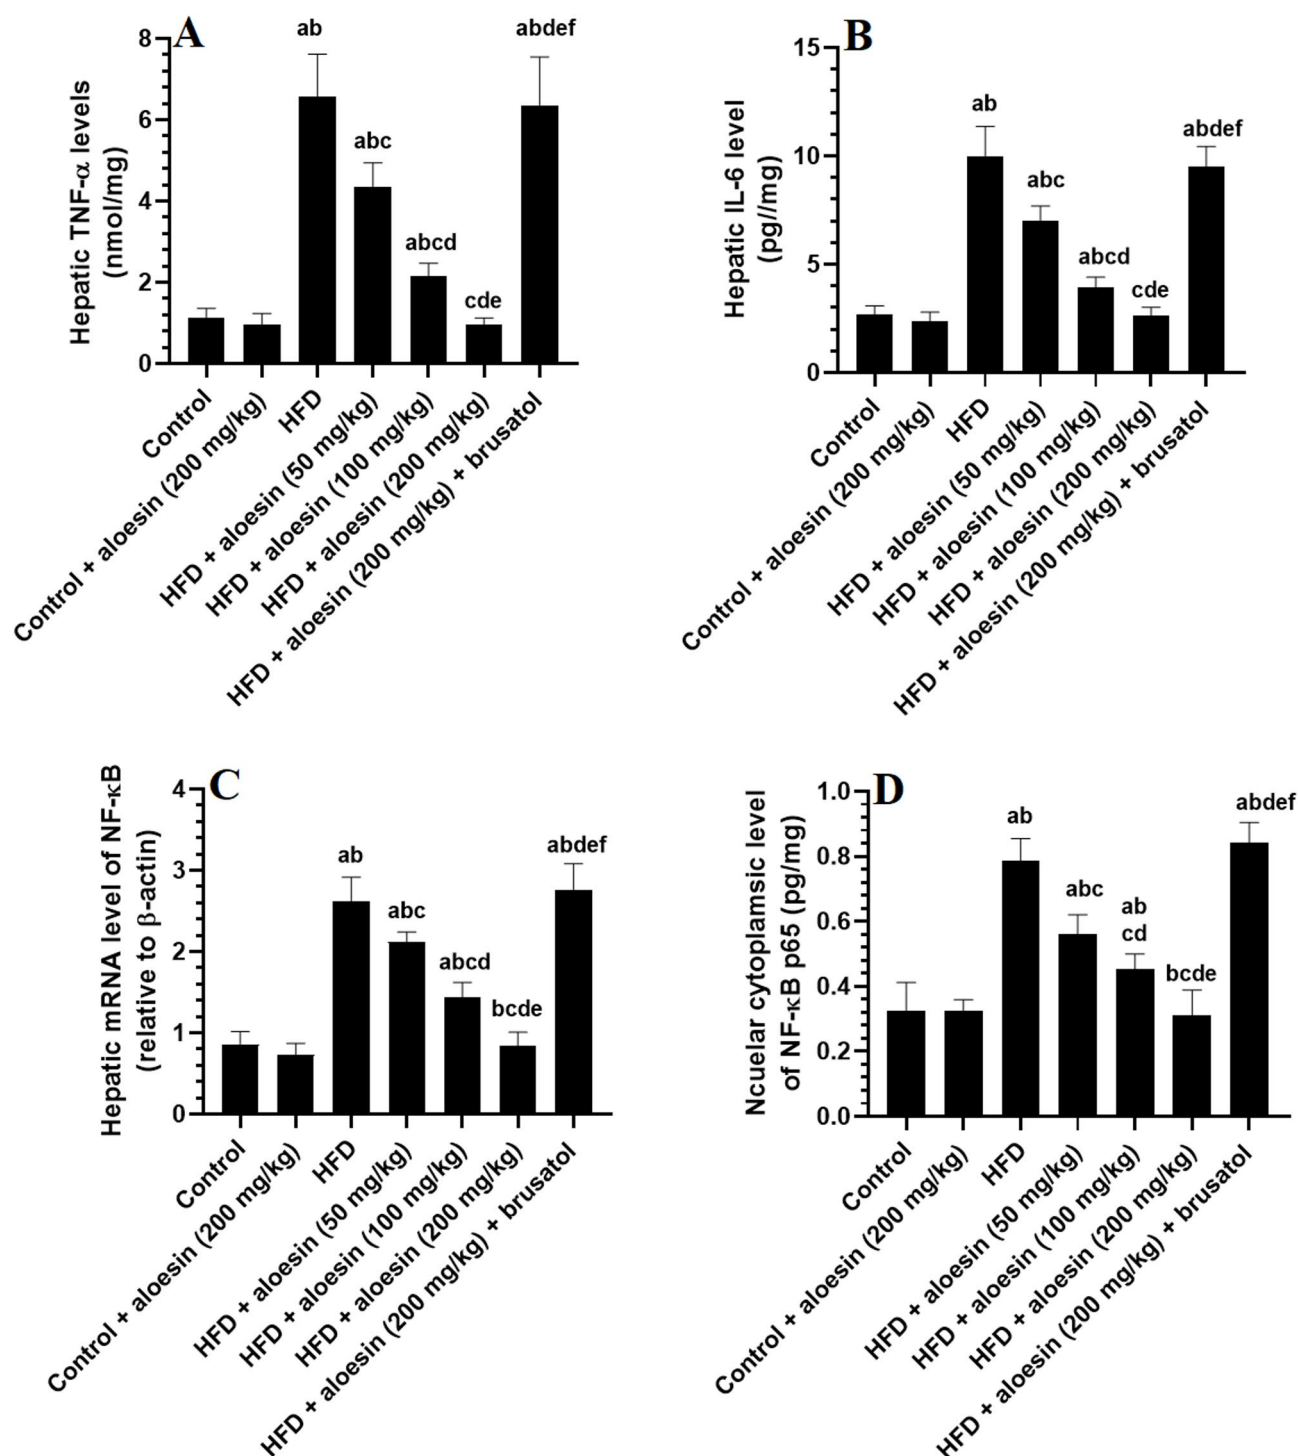 A
ab
abdef
8
6
4
2
0
Hepatic TNF-α levels
(nmol/mg)
abc
abcd
cde
Control
Control + aloesin (200 mg/kg)
HFD
HFD + aloesin (50 mg/kg)
HFD + aloesin (100 mg/kg)
HFD + aloesin (200 mg/kg)
HFD + aloesin (200 mg/kg) + brusatol
B
15
10
5
0
Hepatic IL-6 level
(pg//mg)
ab
abc
abcd
cde
abdef
Control
Control + aloesin (200 mg/kg)
HFD
HFD + aloesin (50 mg/kg)
HFD + aloesin (100 mg/kg)
HFD + aloesin (200 mg/kg)
HFD + aloesin (200 mg/kg) + brusatol
C
4
3
2
1
0
Hepatic mRNA level of NF-κB
(relative to β-actin)
ab
abc
abcd
bcde
abdef
Control
Control + aloesin (200 mg/kg)
HFD
HFD + aloesin (50 mg/kg)
HFD + aloesin (100 mg/kg)
HFD + aloesin (200 mg/kg)
HFD + aloesin (200 mg/kg) + brusatol
D
1.0
0.8
0.6
0.4
0.2
0.0
Ncuelar cytoplamsic level
of NF-κB p65 (pg/mg)
ab
abc
ab
cd
bcde
abdef
Control
Control + aloesin (200 mg/kg)
HFD
HFD + aloesin (50 mg/kg)
HFD + aloesin (100 mg/kg)
HFD + aloesin (200 mg/kg)
HFD + aloesin (200 mg/kg) + brusatol